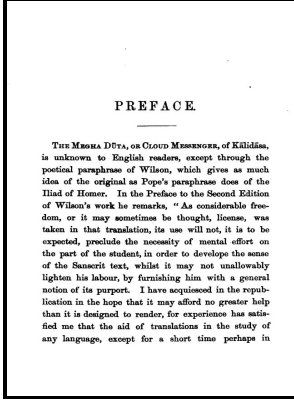 PREFACE.
THE MEGHA DŪTA, OR CLOUD MESSENGER, of Kālidāsa,
is unknown to English readers, except through the
poetical paraphrase of Wilson, which gives as much
idea of the original as Pope's paraphrase does of the
Iliad of Homer. In the Preface to the Second Edition
of Wilson's work he remarks, “ As considerable free-
dom, or it may sometimes be thought, license, was
taken in that translation, its use will not, it is to be
expected, preclude the necessity of mental effort on
the part of the student, in order to develope the sense
of the Sanscrit text, whilst it may not unallowably
lighten his labour, by furnishing him with a general
notion of its purport. I have acquiesced in the repub-
lication in the hope that it may afford no greater help
than it is designed to render, for experience has satis-
fied me that the aid of translations in the study of
any language, except for a short time perhaps in